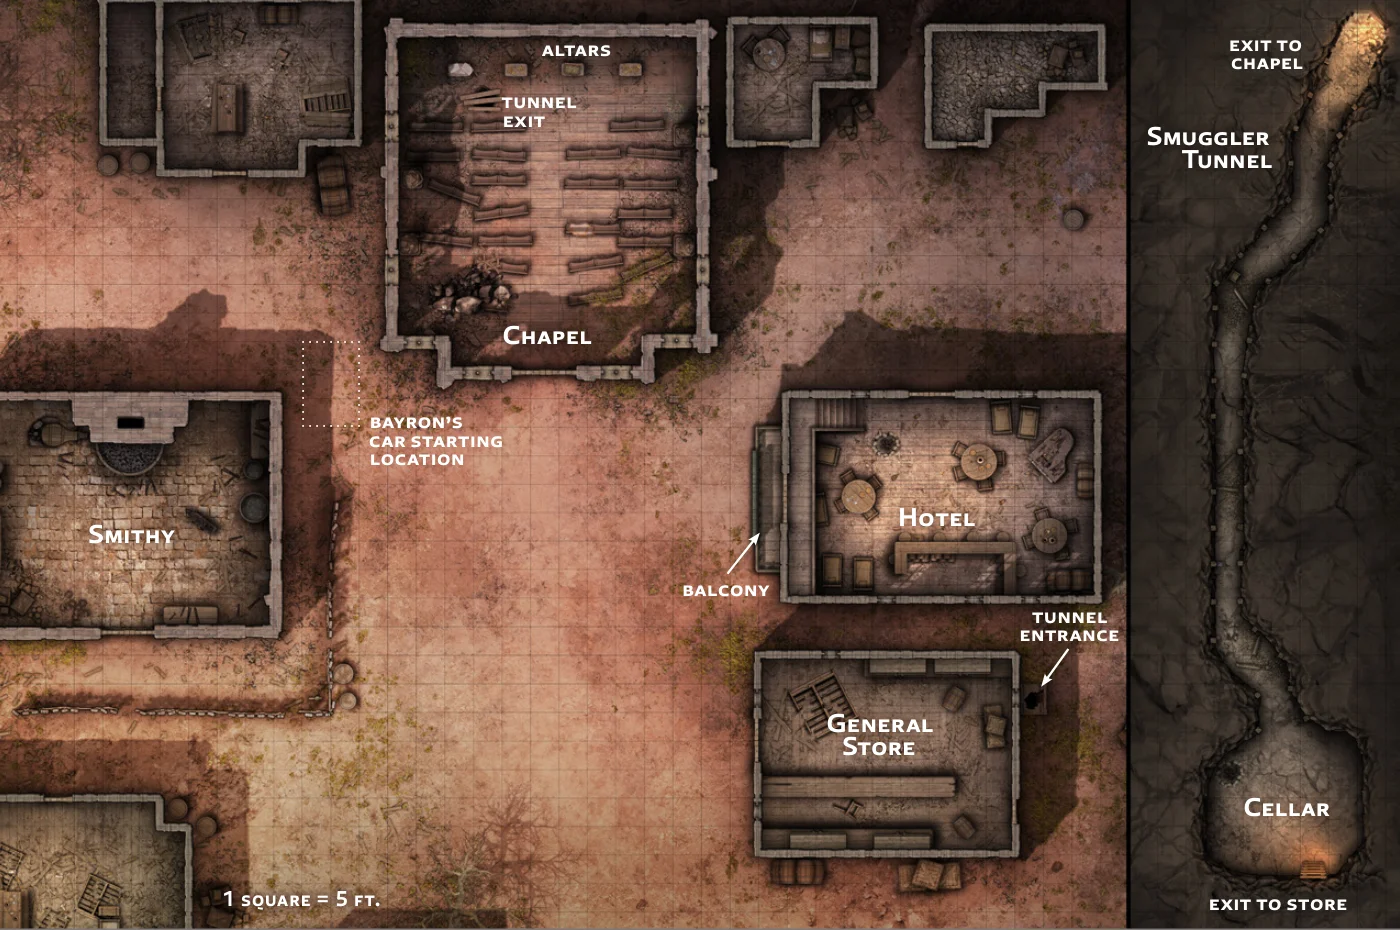 ALTARS
TUNNEL
EXIT
CHAPEL
BAYRON'S
CAR STARTING
LOCATION
SMITHY
HOTEL
BALCONY
TUNNEL
ENTRANCE
GENERAL
STORE
1 SQUARE = 5 FT.
EXIT TO
CHAPEL
SMUGGLER
TUNNEL
CELLAR
EXIT TO STORE